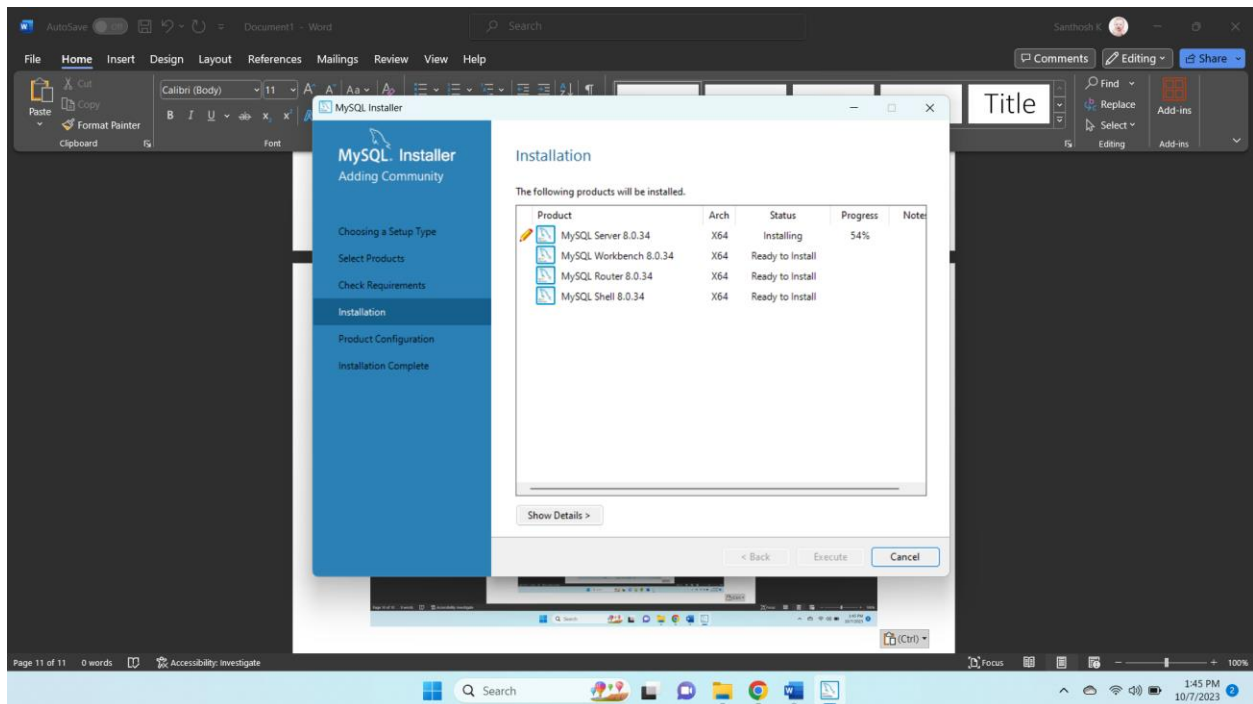 AutoSave Off Document1 - Word Search Santhosh K
File Home Insert Design Layout References Mailings Review View Help Comments Editing Share
Paste Cut Copy Format Painter
Calibri (Body) 11
B I U ab x x
Title
Find
Replace
Select
Add-ins
Clipboard Font Editing Add-ins
MySQL Installer
MySQL. Installer
Adding Community
Choosing a Setup Type
Select Products
Check Requirements
Installation
Product Configuration
Installation Complete
Installation
The following products will be installed.
Product Arch Status Progress Notes
MySQL Server 8.0.34 X64 Installing 54%
MySQL Workbench 8.0.34 X64 Ready to Install
MySQL Router 8.0.34 X64 Ready to Install
MySQL Shell 8.0.34 X64 Ready to Install
Show Details >
< Back Execute Cancel
(Ctrl)
Page 11 of 11 0 words Accessibility: Investigate Focus 100%
Search
1:45 PM
10/7/2023 2